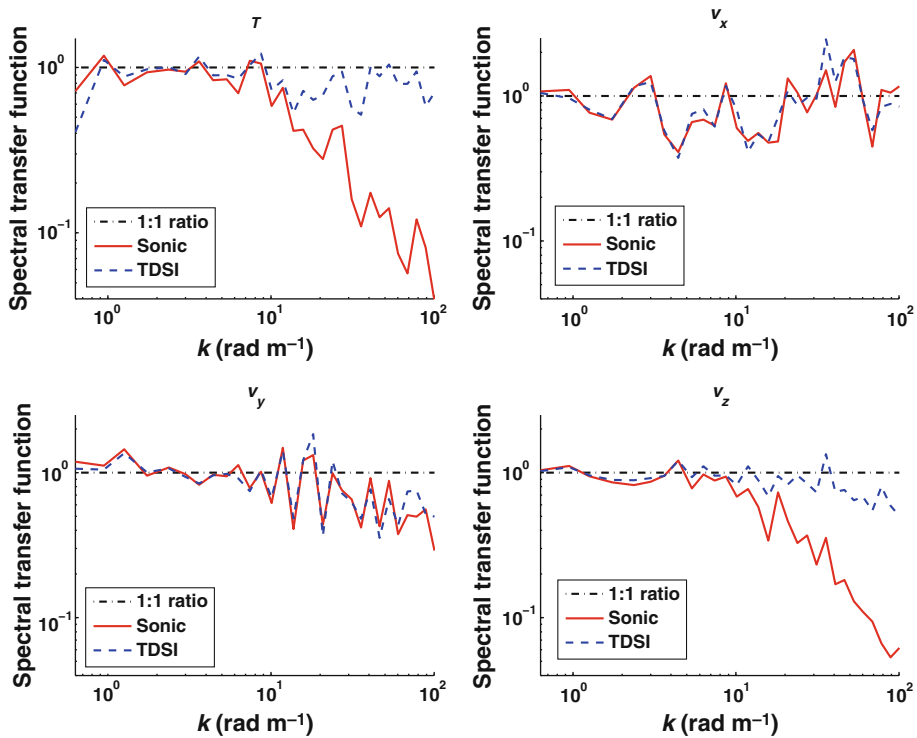 T
Spectral transfer function
10⁰
10⁻¹
1:1 ratio
Sonic
TDSI
10⁰
10¹
10²
k (rad m⁻¹)
v_x
Spectral transfer function
10⁰
10⁻¹
1:1 ratio
Sonic
TDSI
10⁰
10¹
10²
k (rad m⁻¹)
v_y
Spectral transfer function
10⁰
10⁻¹
1:1 ratio
Sonic
TDSI
10⁰
10¹
10²
k (rad m⁻¹)
v_z
Spectral transfer function
10⁰
10⁻¹
1:1 ratio
Sonic
TDSI
10⁰
10¹
10²
k (rad m⁻¹)